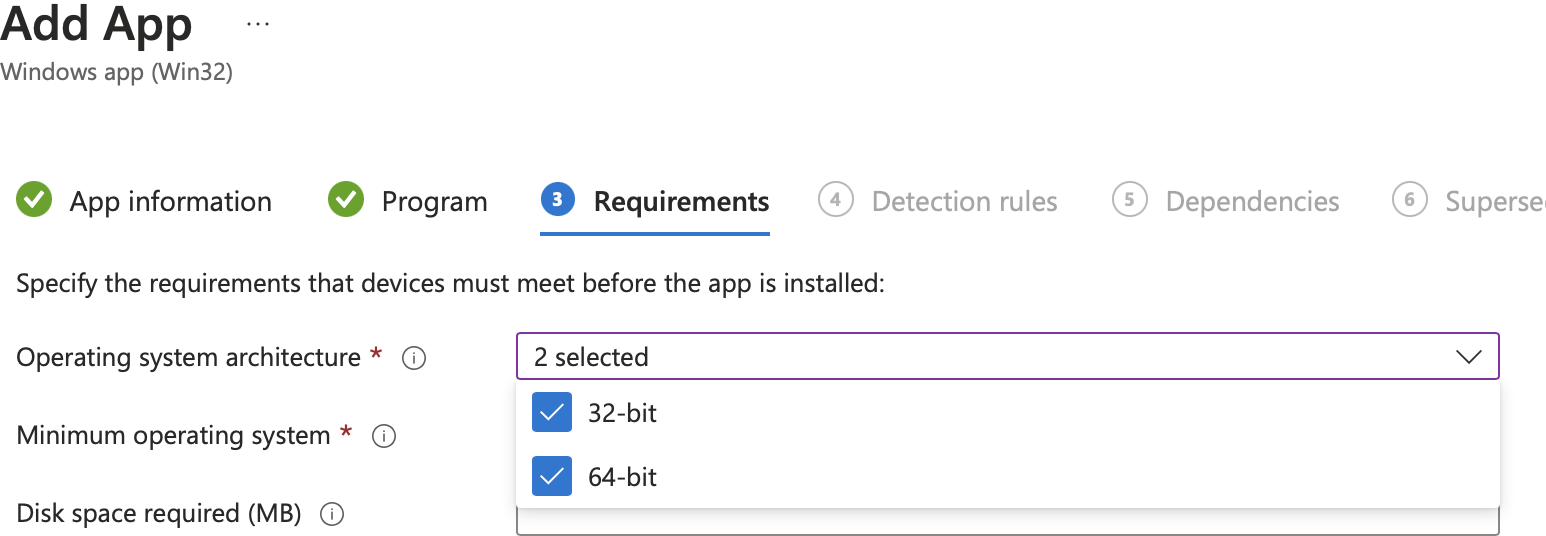 Add App ...
Windows app (Win32)
App information Program 3 Requirements 4 Detection rules 5 Dependencies 6
Specify the requirements that devices must meet before the app is installed:
Operating system architecture * 2 selected
32-bit
Minimum operating system *
64-bit
Disk space required (MB)